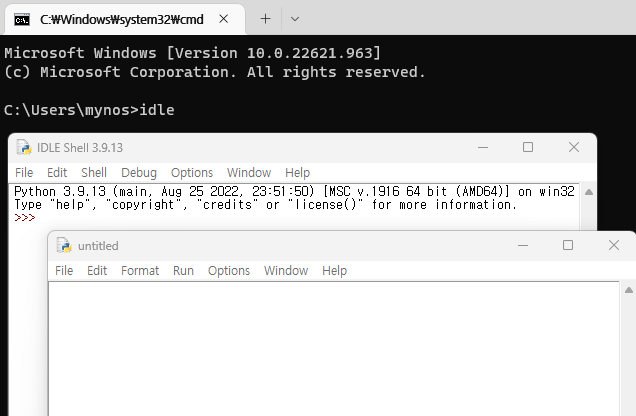 C:₩Windows₩system32₩cmd
Microsoft Windows [Version 10.0.22621.963]
(c) Microsoft Corporation. All rights reserved.
C:\Users\mynos>idle
IDLE Shell 3.9.13
File Edit Shell Debug Options Window Help
Python 3.9.13 (main, Aug 25 2022, 23:51:50) [MSC v.1916 64 bit (AMD64)] on win32
Type "help", "copyright", "credits" or "license()" for more information.
>>>
untitled
File Edit Format Run Options Window Help